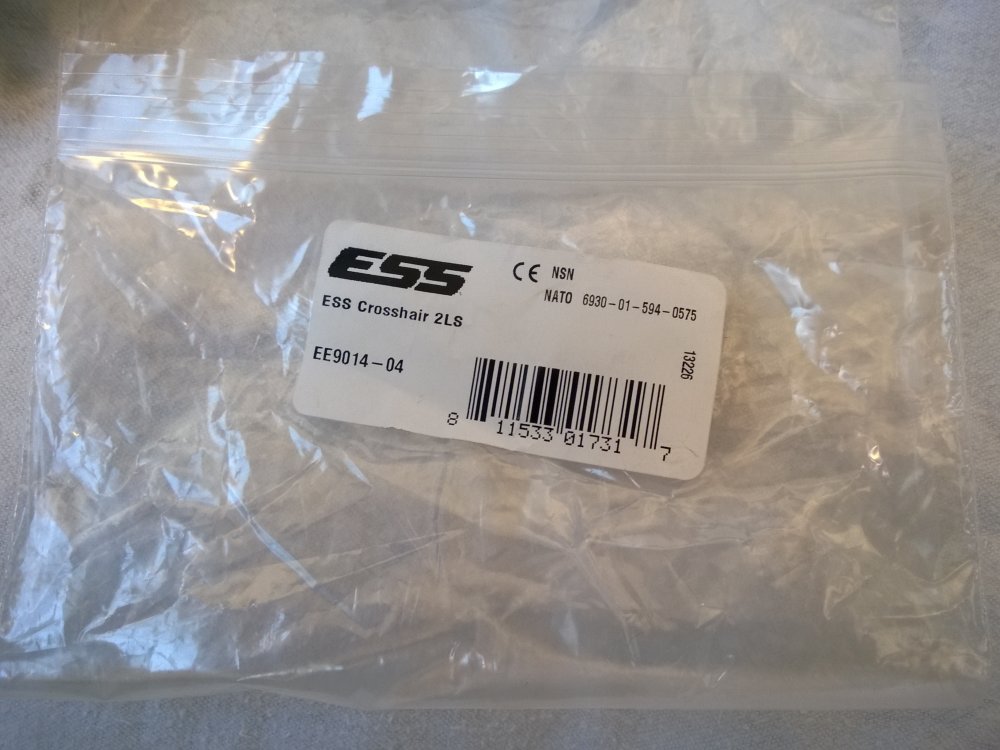 ESS
ESS Crosshair 2LS
EE9014-04
CE NSN
NATO 6930-01-594-0575
13226
8 11533 01731 7